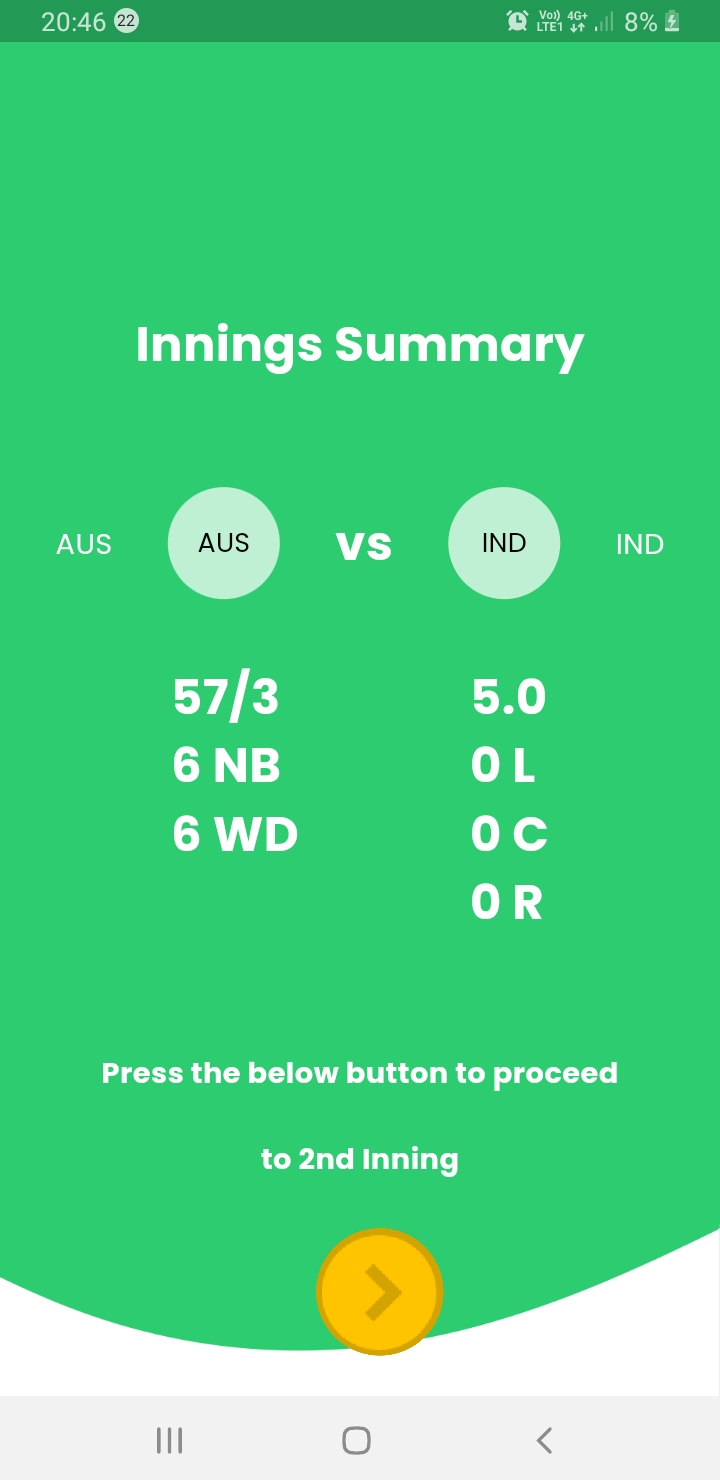 20:46 22 Vo)) LTE1 4G+ 8%
Innings Summary
AUS AUS vs IND IND
57/3 5.0
6 NB 0 L
6 WD 0 C
0 R
Press the below button to proceed
to 2nd Inning